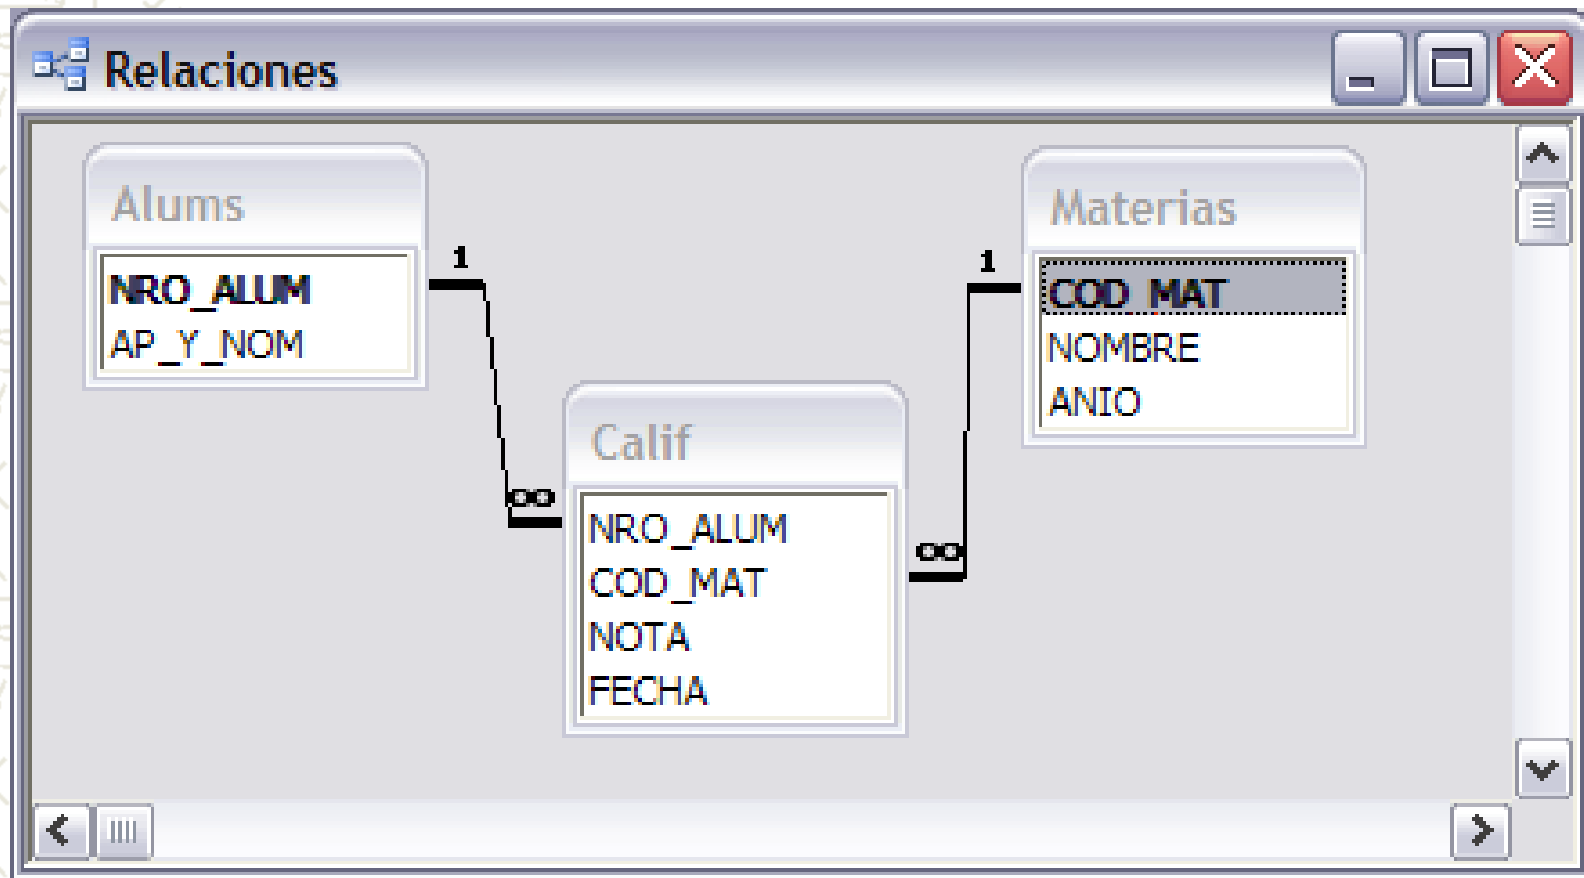 Relaciones
Alums
NRO_ALUM
AP_Y_NOM
1
∞
Calif
NRO_ALUM
COD_MAT
NOTA
FECHA
1
∞
Materias
COD_MAT
NOMBRE
ANIO